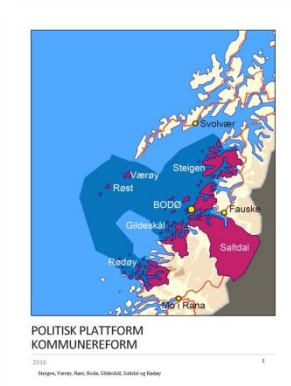 Svolvær
Steigen
Værøy
Røst
BODØ
Fauske
Gildeskål
Saltdal
Rødøy
Mo i Rana
POLITISK PLATTFORM
KOMMUNEREFORM
2016
Steigen, Værøy, Røst, Bodø, Gildeskål, Saltdal og Rødøy